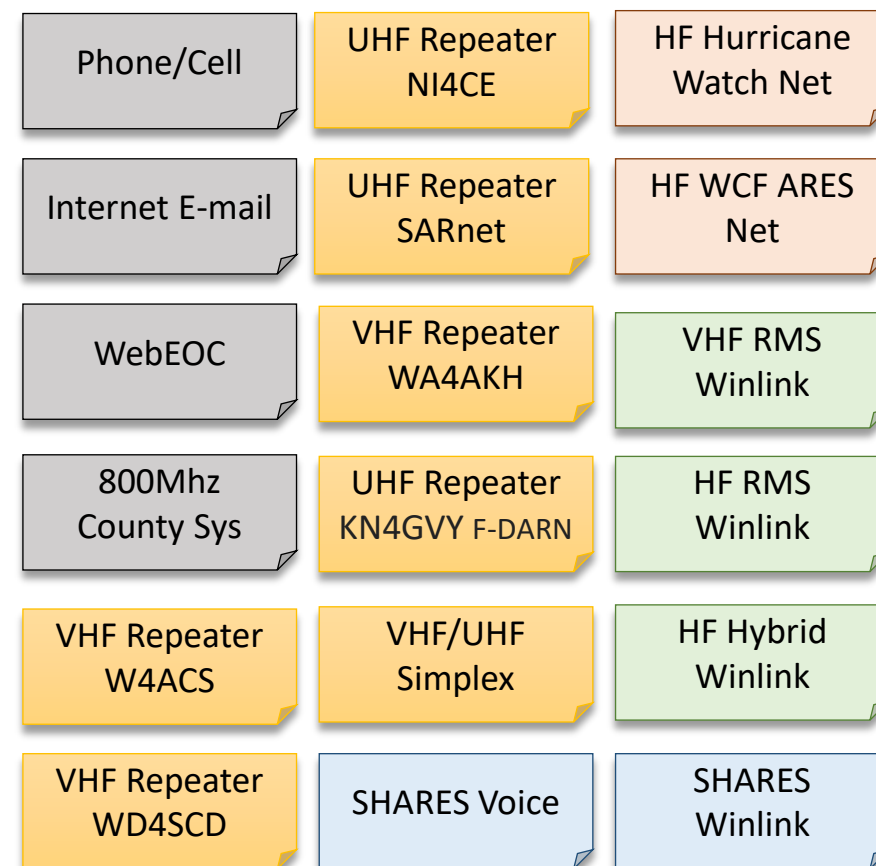 Phone/Cell
Internet E-mail
WebEOC
800Mhz
County Sys
VHF Repeater
W4ACS
VHF Repeater
WD4SCD
UHF Repeater
NI4CE
UHF Repeater
SARnet
VHF Repeater
WA4AKH
UHF Repeater
KN4GVY F-DARN
VHF/UHF
Simplex
SHARES Voice
HF Hurricane
Watch Net
HF WCF ARES
Net
VHF RMS
Winlink
HF RMS
Winlink
HF Hybrid
Winlink
SHARES
Winlink